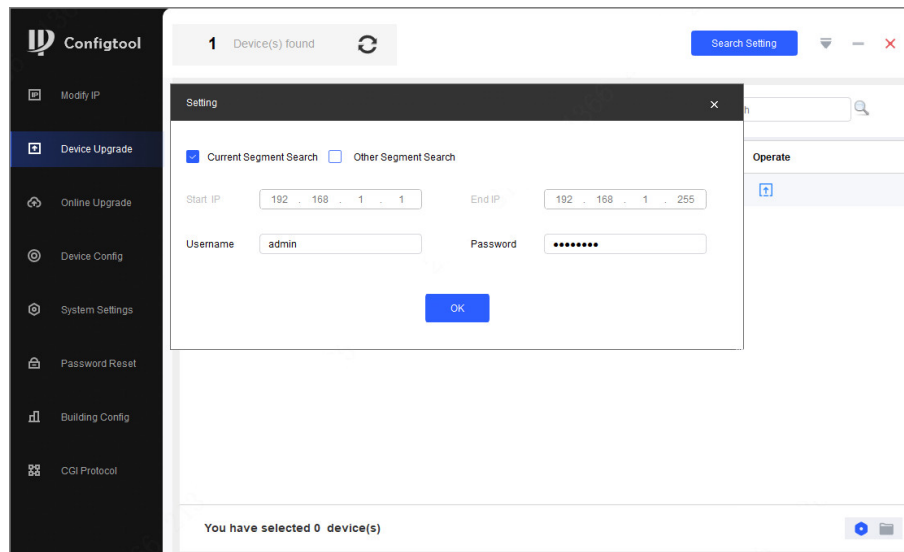 Configtool
1 Device(s) found
Search Setting
IP
Modify IP
Device Upgrade
Online Upgrade
Device Config
System Settings
Password Reset
Building Config
CGI Protocol
Setting
Current Segment Search
Other Segment Search
Start IP
192 . 168 . 1 . 1
End IP
192 . 168 . 1 . 255
Username
admin
Password
OK
h
Operate
You have selected 0 device(s)